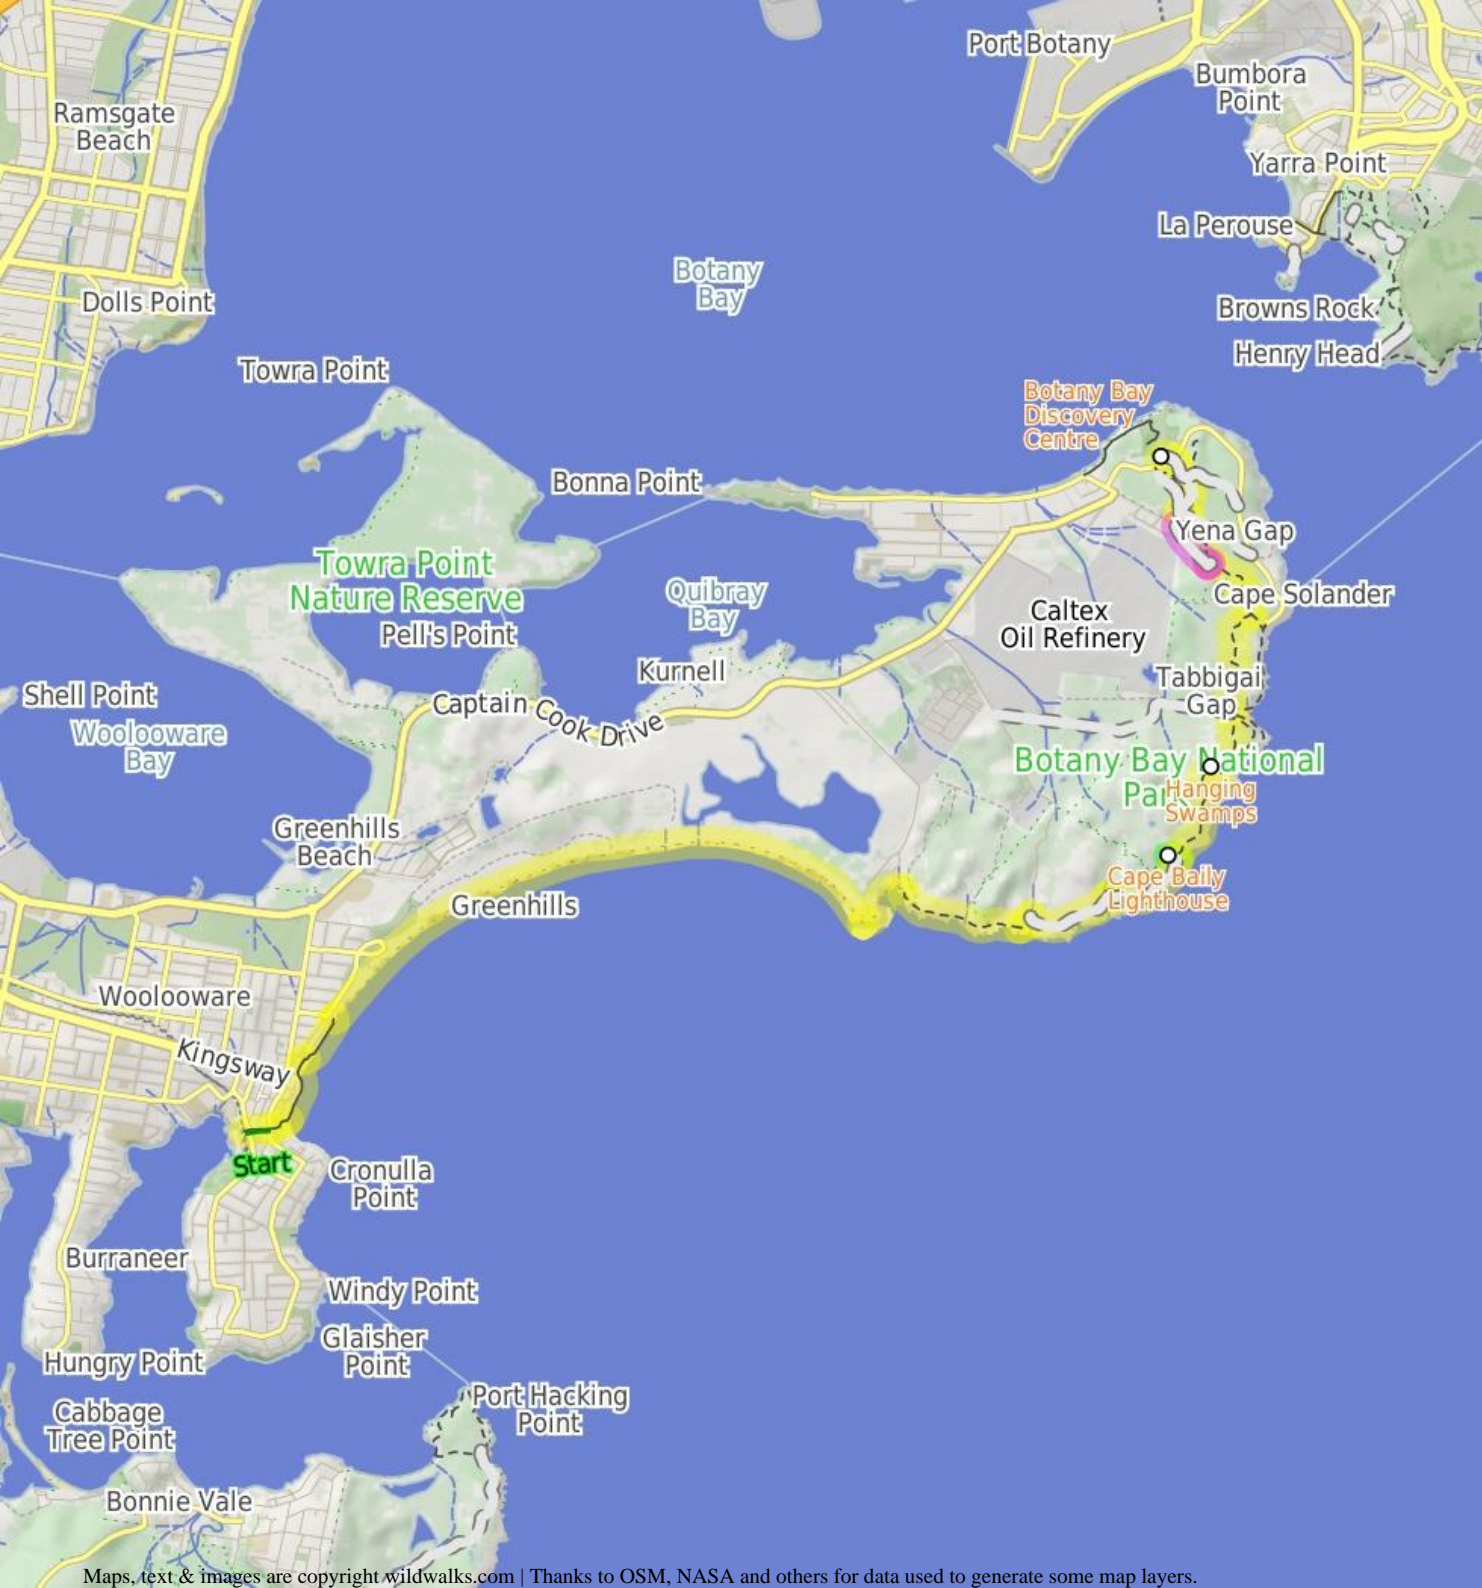 Port Botany
Bumbora
Point
Ramsgate
Beach
Yarra Point
La Perouse
Botany
Bay
Dolls Point
Browns Rock
Henry Head
Towra Point
Botany Bay
Discovery
Centre
Bonna Point
Yena Gap
Towra Point
Nature Reserve
Quibray
Bay
Cape Solander
Caltex
Oil Refinery
Pell's Point
Kurnell
Tabbigai
Gap
Shell Point
Captain Cook Drive
Woolooware
Bay
Botany Bay National
Park
Hanging
Swamps
Greenhills
Beach
Cape Baily
Lighthouse
Greenhills
Woolooware
Kingsway
Start
Cronulla
Point
Burraneer
Windy Point
Glaisher
Point
Hungry Point
Port Hacking
Point
Cabbage
Tree Point
Bonnie Vale
Maps, text & images are copyright wildwalks.com | Thanks to OSM, NASA and others for data used to generate some map layers.